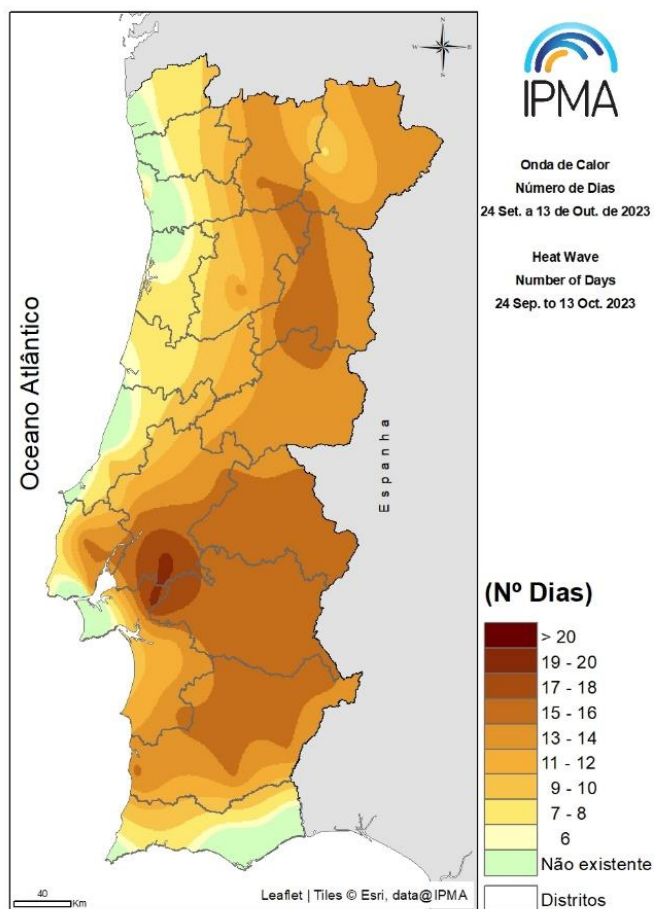 N
W
E
S
IPMA
Onda de Calor
Número de Dias
24 Set. a 13 de Out. de 2023
Heat Wave
Number of Days
24 Sep. to 13 Oct. 2023
Oceano Atlântico
Espanha
(Nº Dias)
> 20
19 - 20
17 - 18
15 - 16
13 - 14
11 - 12
9 - 10
7 - 8
6
Não existente
Distritos
40
Km
Leaflet | Tiles © Esri, data@IPMA